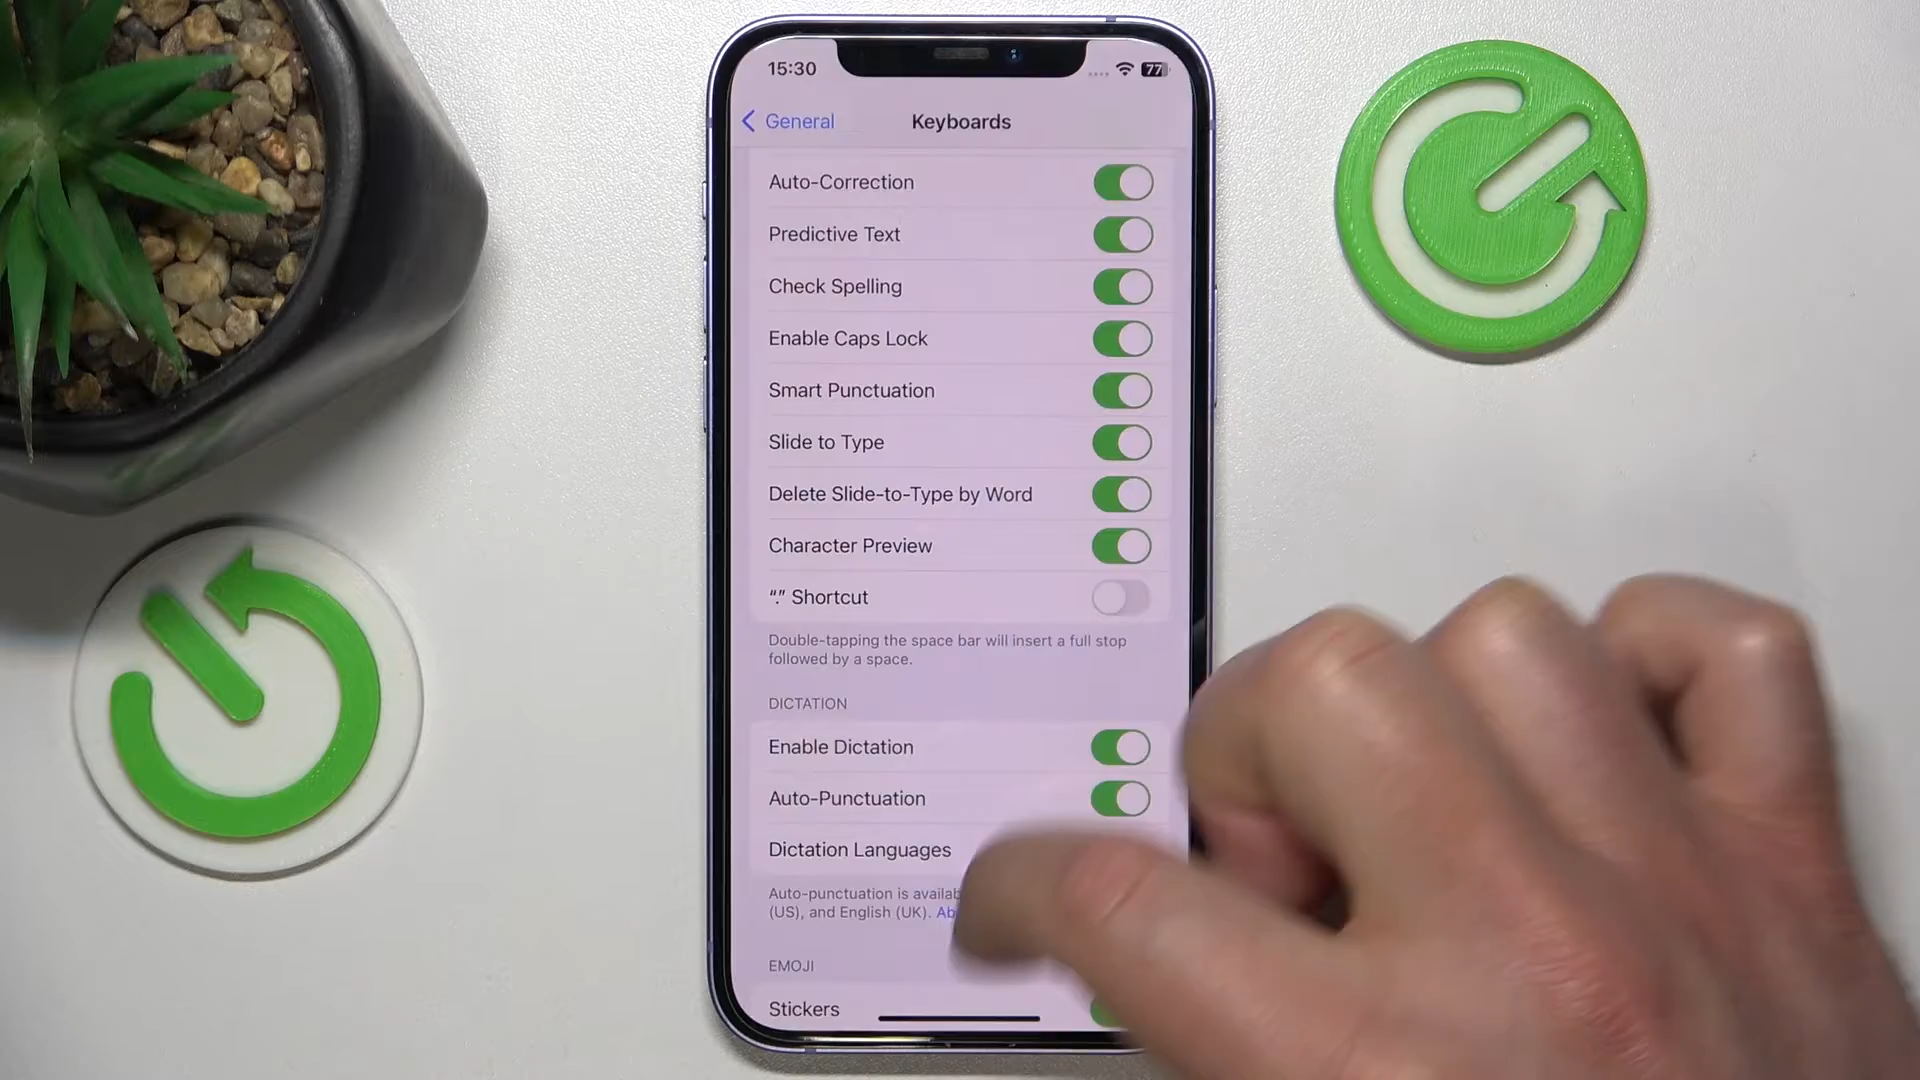 15:30
77
General
Keyboards
Auto-Correction
Predictive Text
Check Spelling
Enable Caps Lock
Smart Punctuation
Slide to Type
Delete Slide-to-Type by Word
Character Preview
“.” Shortcut
Double-tapping the space bar will insert a full stop
followed by a space.
DICTATION
Enable Dictation
Auto-Punctuation
Dictation Languages
Auto-punctuation is
(US), and English (UK).
EMOJI
Stickers